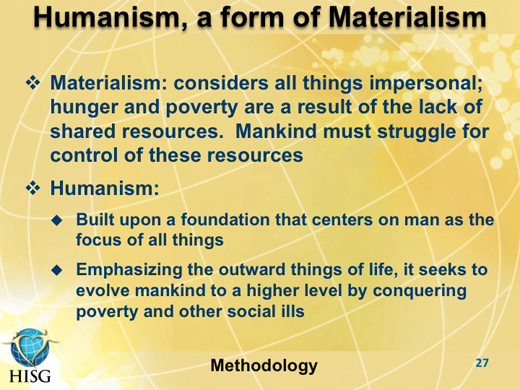 Humanism, a form of Materialism
❖ Materialism: considers all things impersonal;
hunger and poverty are a result of the lack of
shared resources.  Mankind must struggle for
control of these resources
❖ Humanism:
◆ Built upon a foundation that centers on man as the
focus of all things
◆ Emphasizing the outward things of life, it seeks to
evolve mankind to a higher level by conquering
poverty and other social ills
HISG
Methodology
27